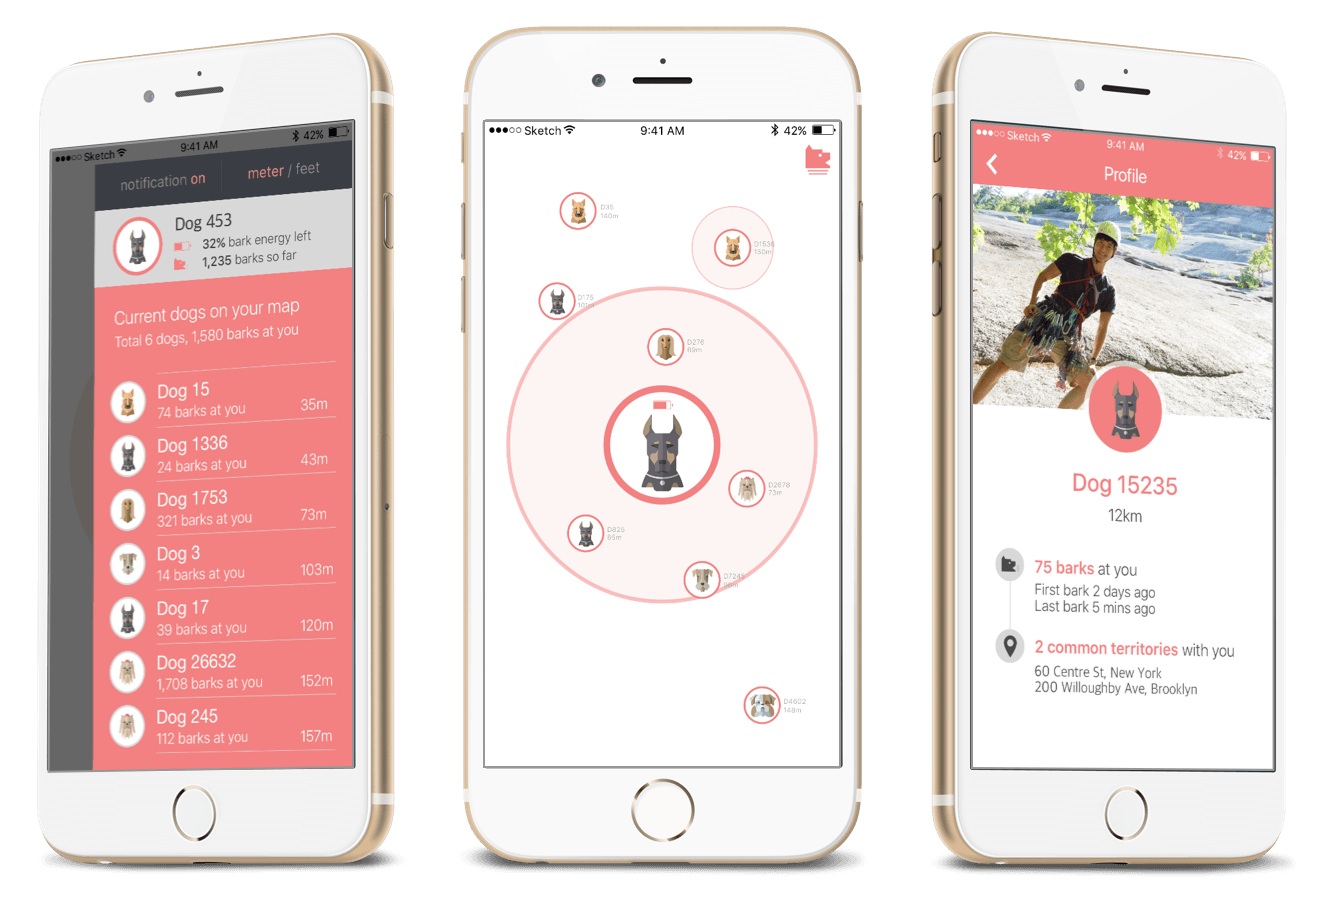 Sketch
9:41 AM
42%
notification on
meter / feet
Dog 453
32% bark energy left
1,235 barks so far
Current dogs on your map
Total 6 dogs, 1,580 barks at you
Dog 15
74 barks at you
35m
Dog 1336
24 barks at you
43m
Dog 1753
321 barks at you
73m
Dog 3
14 barks at you
103m
Dog 17
39 barks at you
120m
Dog 26632
1,708 barks at you
152m
Dog 245
112 barks at you
157m
Sketch
9:41 AM
42%
D35
140m
D1536
D175
D276
D2678
73m
D825
D4602
148m
Sketch
9:41 AM
42%
Profile
Dog 15235
12km
75 barks at you
First bark 2 days ago
Last bark 5 mins ago
2 common territories with you
60 Centre St, New York
200 Willoughby Ave, Brooklyn